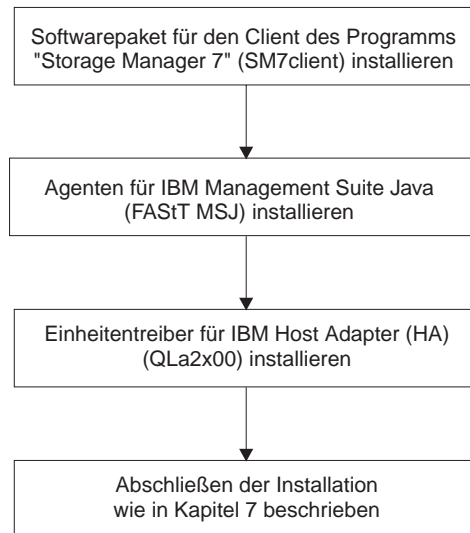 Softwarepaket für den Client des Programms
"Storage Manager 7" (SM7client) installieren
Agenten für IBM Management Suite Java
(FAStT MSJ) installieren
Einheitentreiber für IBM Host Adapter (HA)
(QLa2x00) installieren
Abschließen der Installation
wie in Kapitel 7 beschrieben